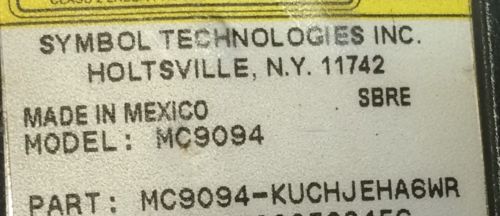 SYMBOL TECHNOLOGIES INC.
HOLTSVILLE, N.Y. 11742
SBRE
MADE IN MEXICO
MODEL: MC9094
PART: MC9094-KUCHJEHA6WR